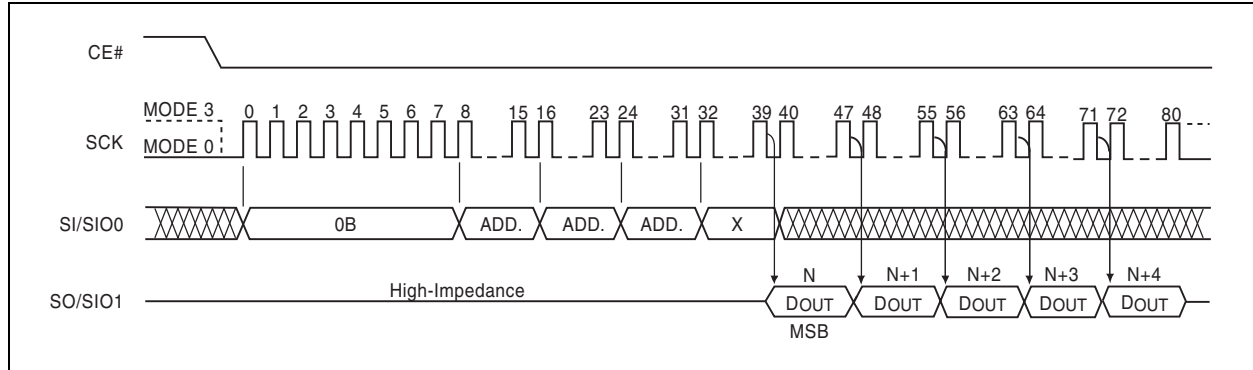 CE#
MODE 3
0 1 2 3 4 5 6 7 8 15 16 23 24 31 32 39 40 47 48 55 56 63 64 71 72 80
SCK
MODE 0
SI/SIO0
0B ADD. ADD. ADD. X
N N+1 N+2 N+3 N+4
SO/SIO1
High-Impedance
DOUT DOUT DOUT DOUT DOUT
MSB